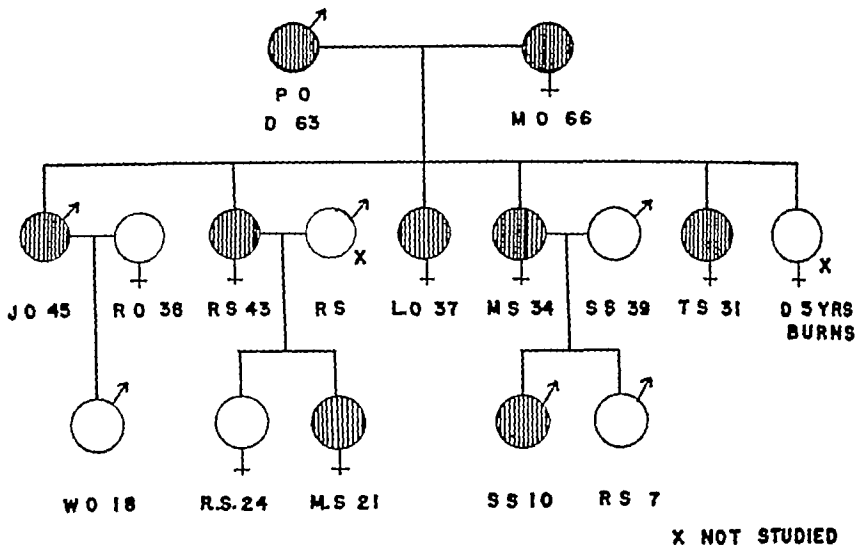 P O
D 63
M O 66
X
X
J O 45 R O 38 R S 43 R S L.O 37 M S 34 S S 39 T S 31 D 5 YRS
BURNS
W O 18 R.S. 24 M.S 21 S S 10 R S 7
X NOT STUDIED